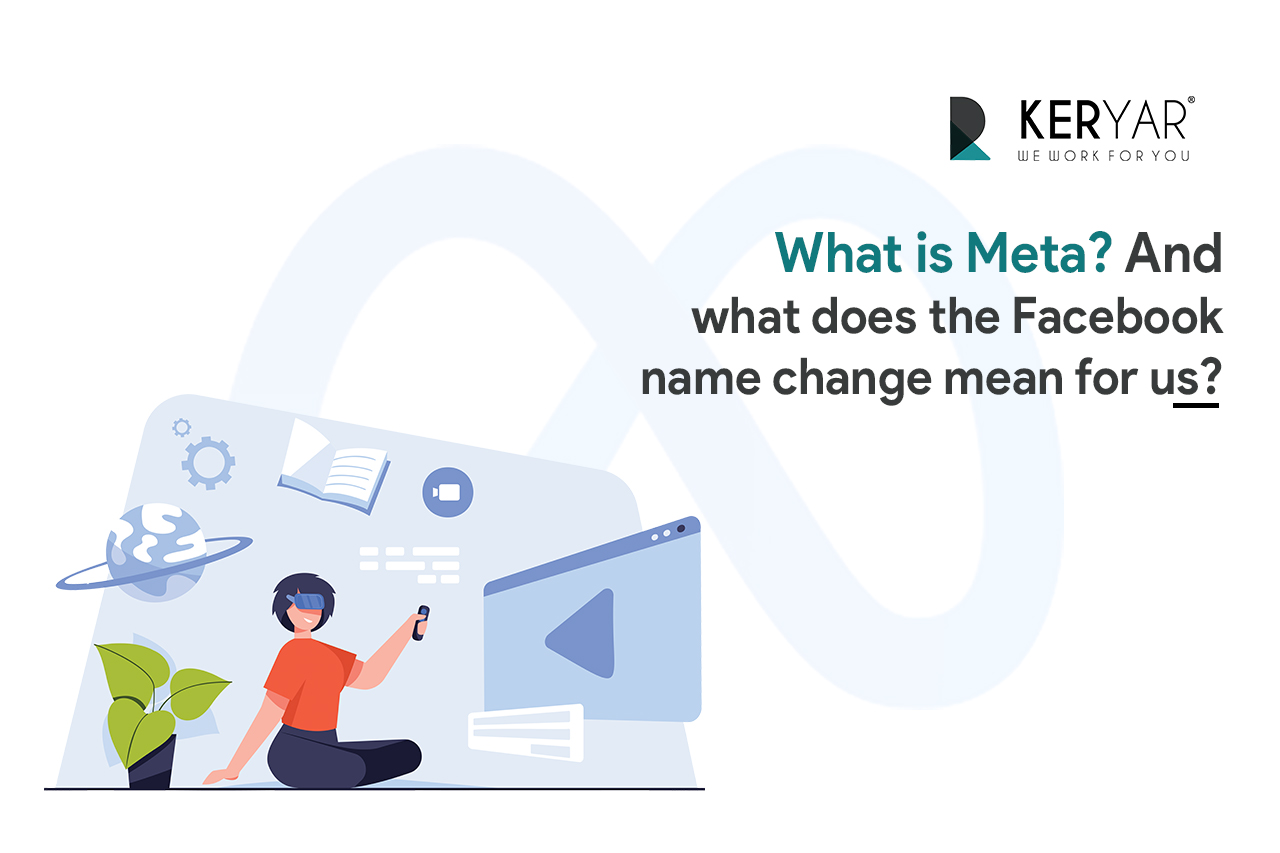 KERYAR®
WE WORK FOR YOU
What is Meta? And
what does the Facebook
name change mean for us?